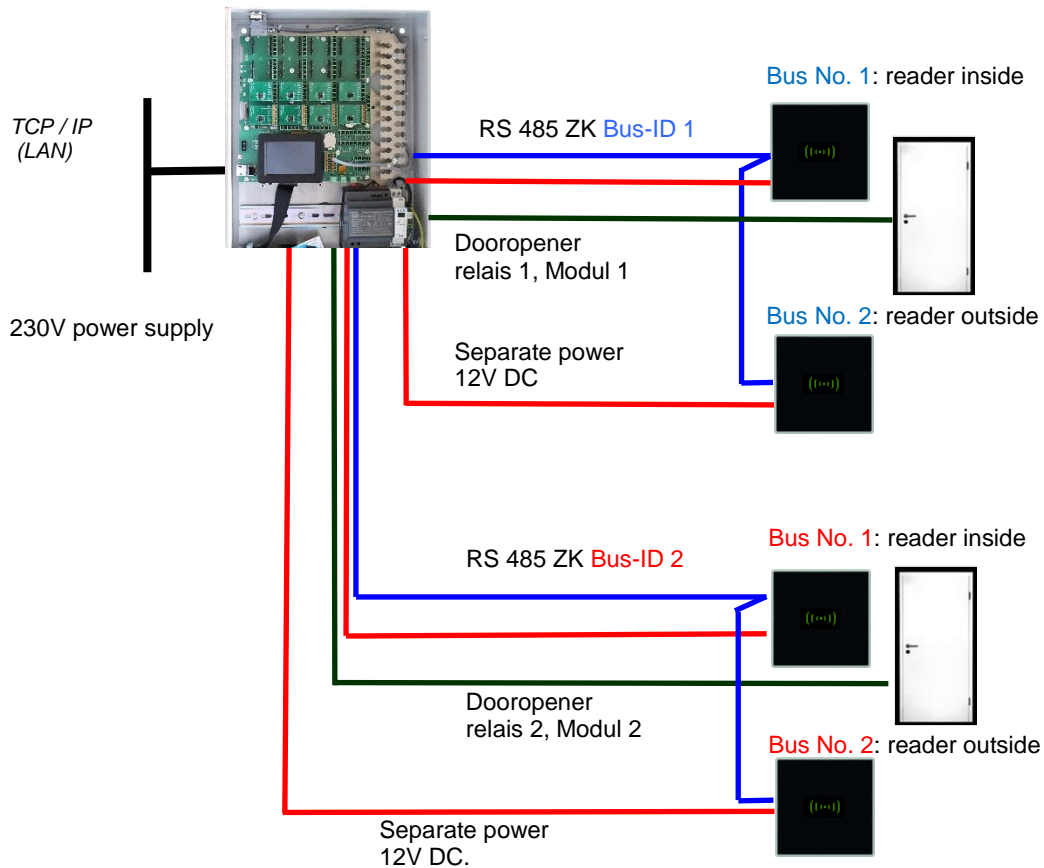 Bus No. 1: reader inside
TCP / IP
(LAN)
RS 485 ZK Bus-ID 1
Dooropener
relais 1, Modul 1
230V power supply
Bus No. 2: reader outside
Separate power
12V DC
Bus No. 1: reader inside
RS 485 ZK Bus-ID 2
Dooropener
relais 2, Modul 2
Bus No. 2: reader outside
Separate power
12V DC.